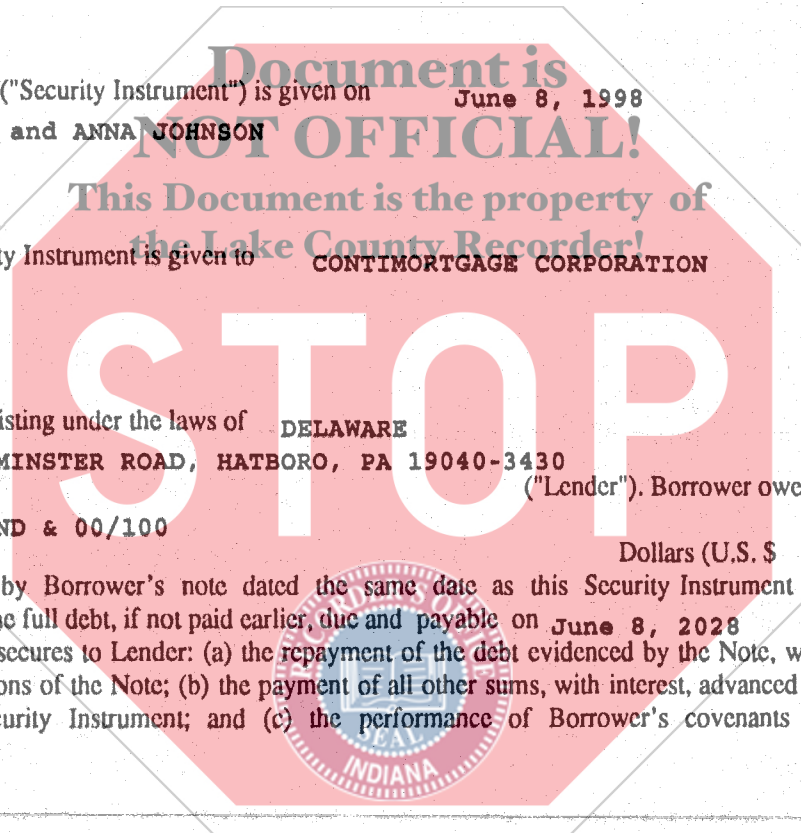 Document is
("Security Instrument") is given on June 8, 1998
and ANNA JOHNSON
NOT OFFICIAL!
This Document is the property of
the Lake County Recorder!
ty Instrument is given to CONTIMORTGAGE CORPORATION
STOP
isting under the laws of DELAWARE
MINSTER ROAD, HATBORO, PA 19040-3430
("Lender"). Borrower owe
ND & 00/100
Dollars (U.S. $
by Borrower's note dated the same date as this Security Instrument
e full debt, if not paid earlier, due and payable on June 8, 2028
secures to Lender: (a) the repayment of the debt evidenced by the Note, w
ons of the Note; (b) the payment of all other sums, with interest, advanced
curity Instrument; and (c) the performance of Borrower's covenants
RECORDER'S OFFICE
SEAL
INDIANA